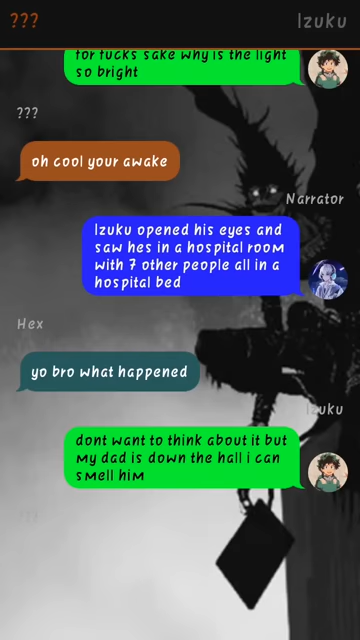 ???
Izuku
for fucks sake why is the light
so bright
???
oh cool your awake
Narrator
Izuku opened his eyes and
saw hes in a hospital room
with 7 other people all in a
hospital bed
Hex
yo bro what happened
Izuku
dont want to think about it but
my dad is down the hall i can
smell him
???